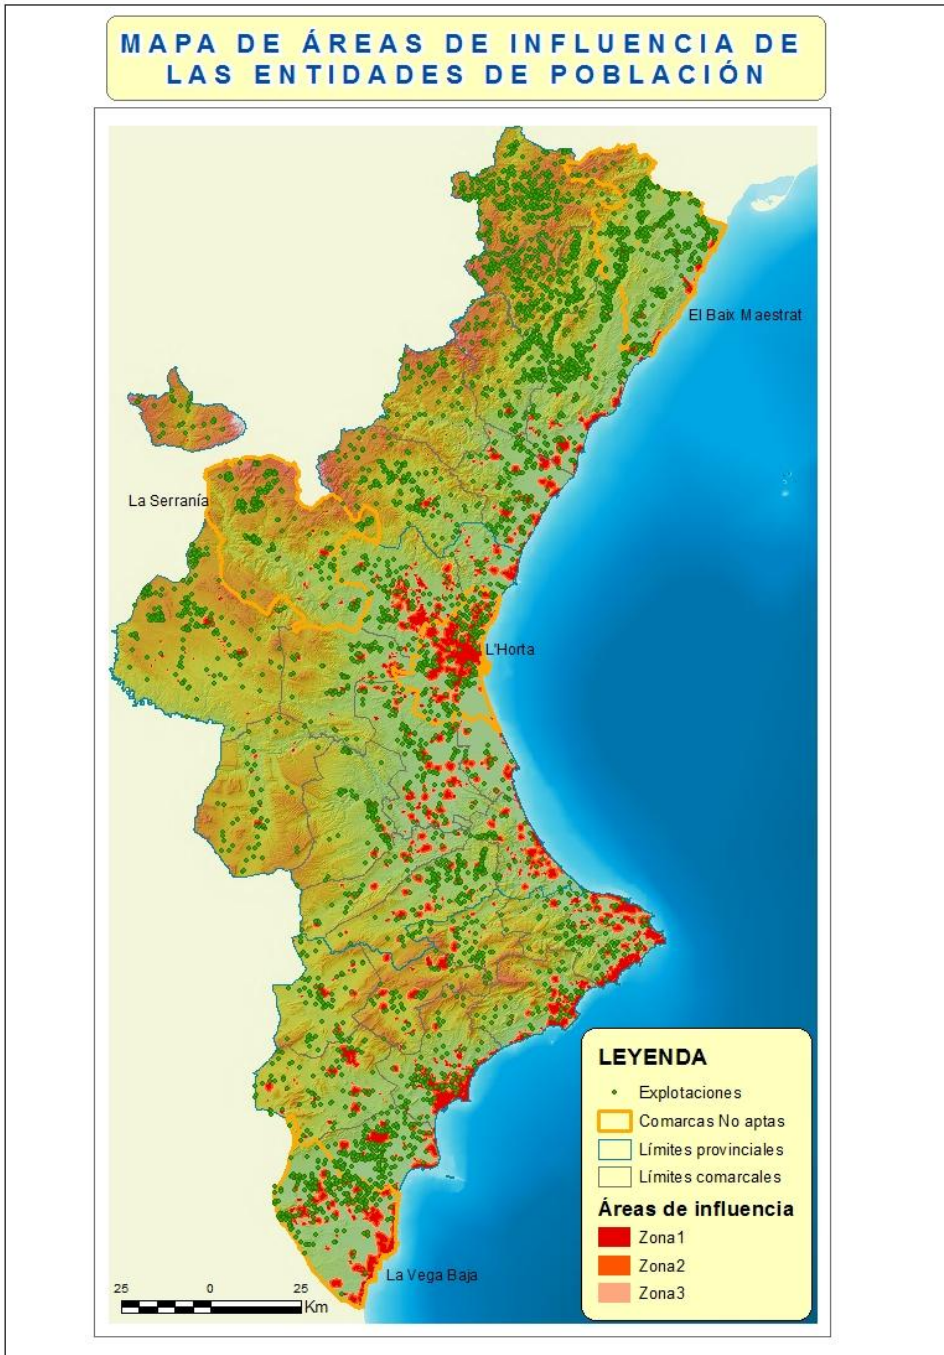 MAPA DE ÁREAS DE INFLUENCIA DE
LAS ENTIDADES DE POBLACIÓN
El Baix Maestrat
La Serranía
L'Horta
La Vega Baja
25 0 25
Km
LEYENDA
Explotaciones
Comarcas No aptas
Límites provinciales
Límites comarcales
Áreas de influencia
Zona1
Zona2
Zona3